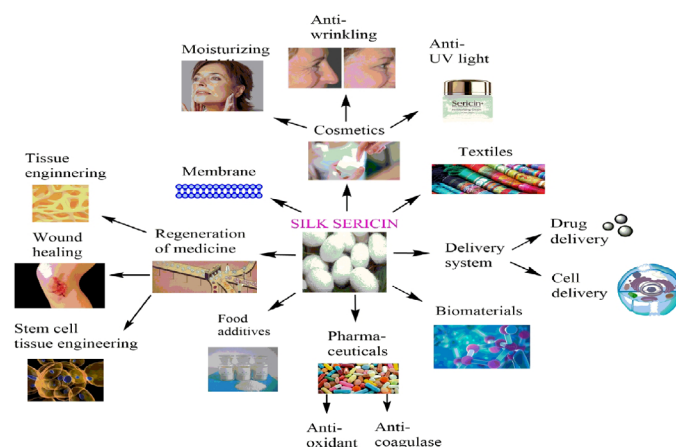 Anti-
wrinkling
Anti-
UV light
Moisturizing
Sericin
Cosmetics
Tissue
enginnering
Membrane
Textiles
SILK SERICIN
Regeneration
of medicine
Wound
healing
Delivery
system
Drug
delivery
Cell
delivery
Stem cell
tissue engineering
Food
additives
Pharma-
ceuticals
Biomaterials
Anti-
oxidant
Anti-
coagulase